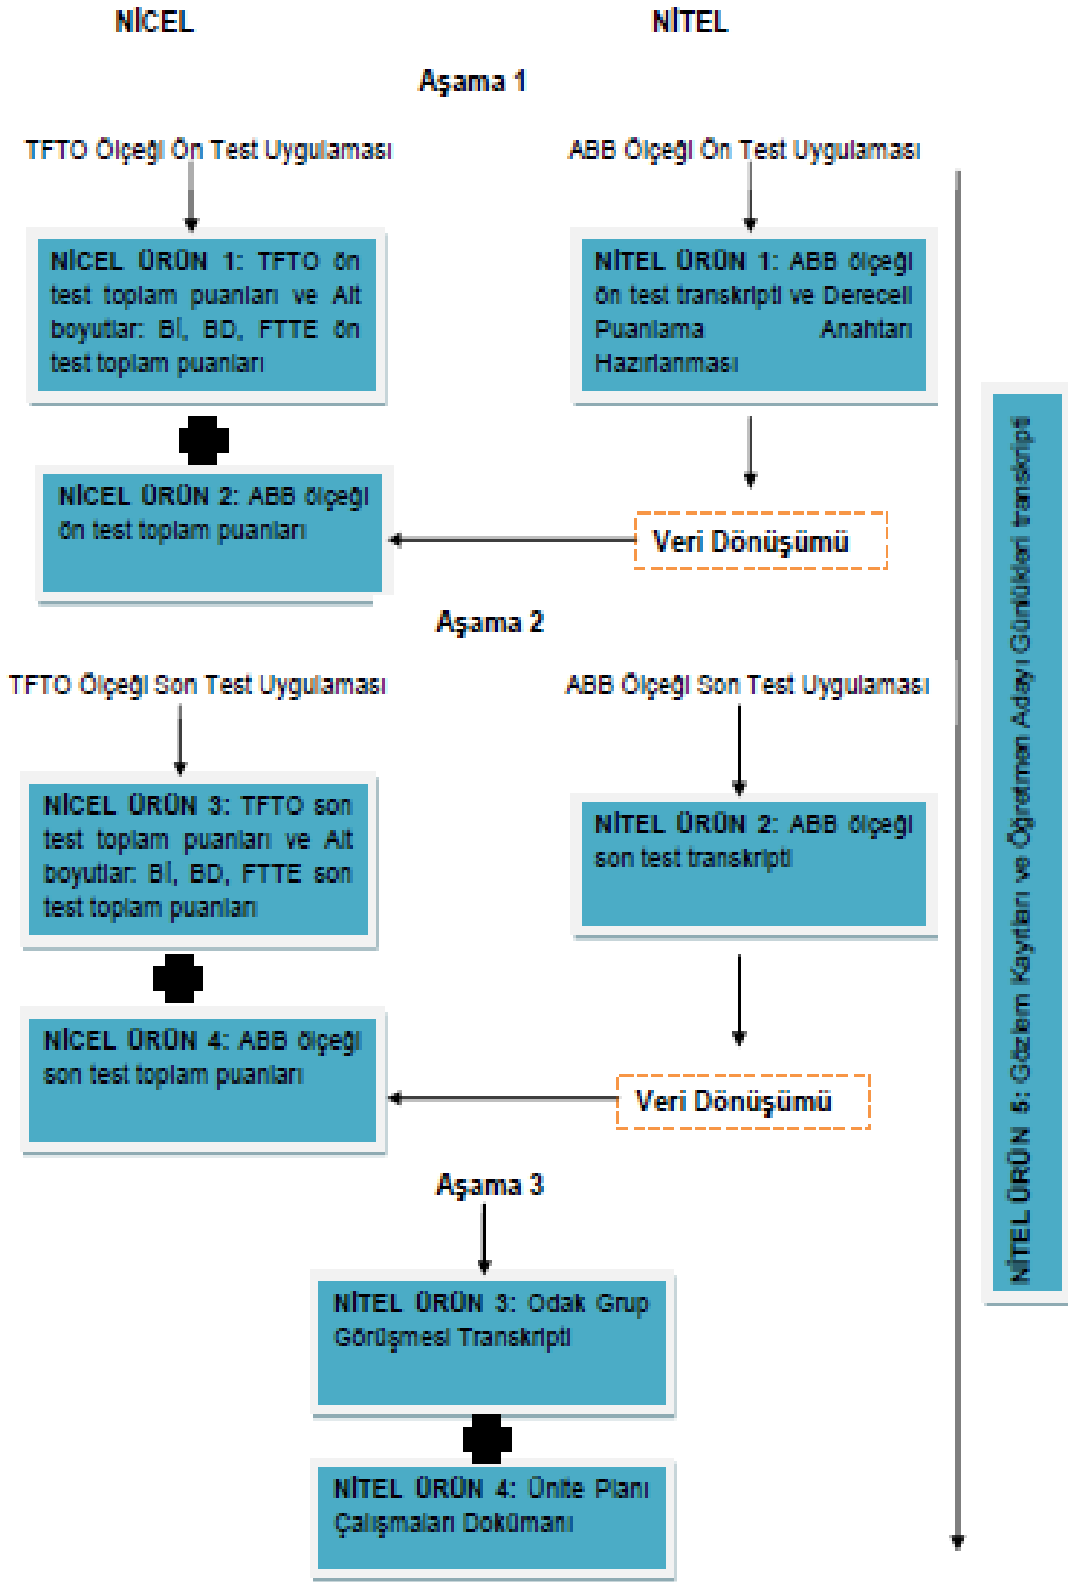 NİCEL
NİTEL
Aşama 1
TFTO Ölçeği Ön Test Uygulaması
ABB Ölçeği Ön Test Uygulaması
NİCEL ÜRÜN 1: TFTO ön
test toplam puanları ve Alt
boyutlar: Bİ, BD, FTTE ön
test toplam puanları
NİTEL ÜRÜN 1: ABB ölçeği
ön test transkripti ve Dereceli
Puanlama Anahtarı
Hazırlanması
NİCEL ÜRÜN 2: ABB ölçeği
ön test toplam puanları
Veri Dönüşümü
Aşama 2
TFTO Ölçeği Son Test Uygulaması
ABB Ölçeği Son Test Uygulaması
NİCEL ÜRÜN 3: TFTO son
test toplam puanları ve Alt
boyutlar: Bİ, BD, FTTE son
test toplam puanları
NİTEL ÜRÜN 2: ABB ölçeği
son test transkripti
NİCEL ÜRÜN 4: ABB ölçeği
son test toplam puanları
Veri Dönüşümü
Aşama 3
NİTEL ÜRÜN 3: Odak Grup
Görüşmesi Transkripti
NİTEL ÜRÜN 4: Ünite Planı
Çalışmaları Dokümanı
NİTEL ÜRÜN 5: Gözlem Kayıtları ve Öğretmen Adayı Günlükleri transkripti